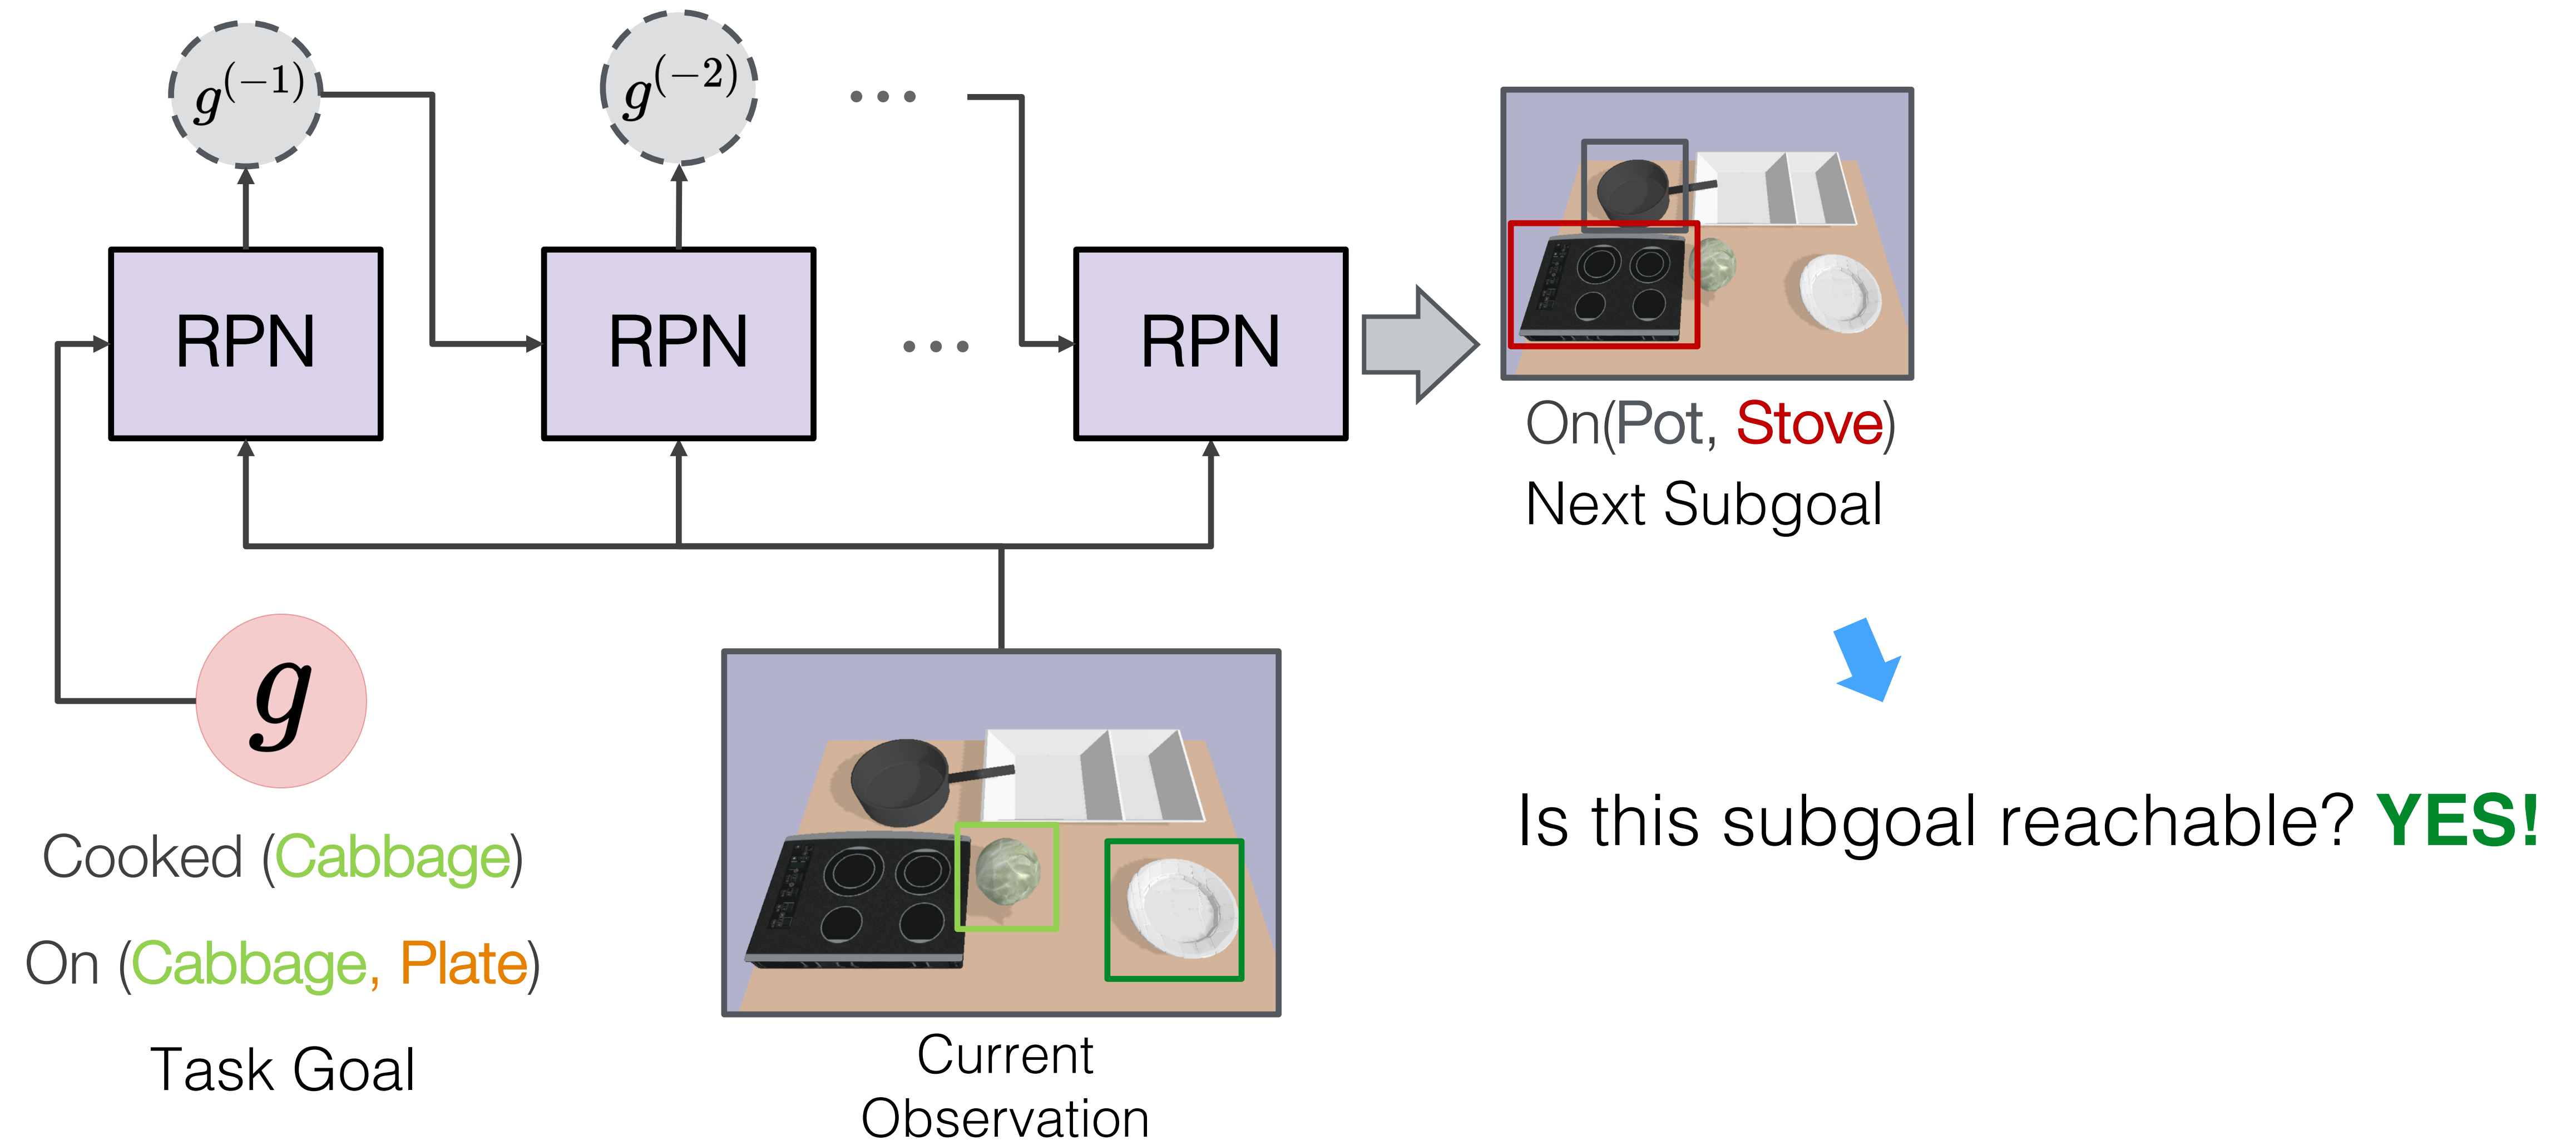 g^(−1)
g^(−2)
...
RPN
RPN
...
RPN
On(Pot, Stove)
Next Subgoal
g
Cooked (Cabbage)
On (Cabbage, Plate)
Task Goal
Current
Observation
Is this subgoal reachable? YES!